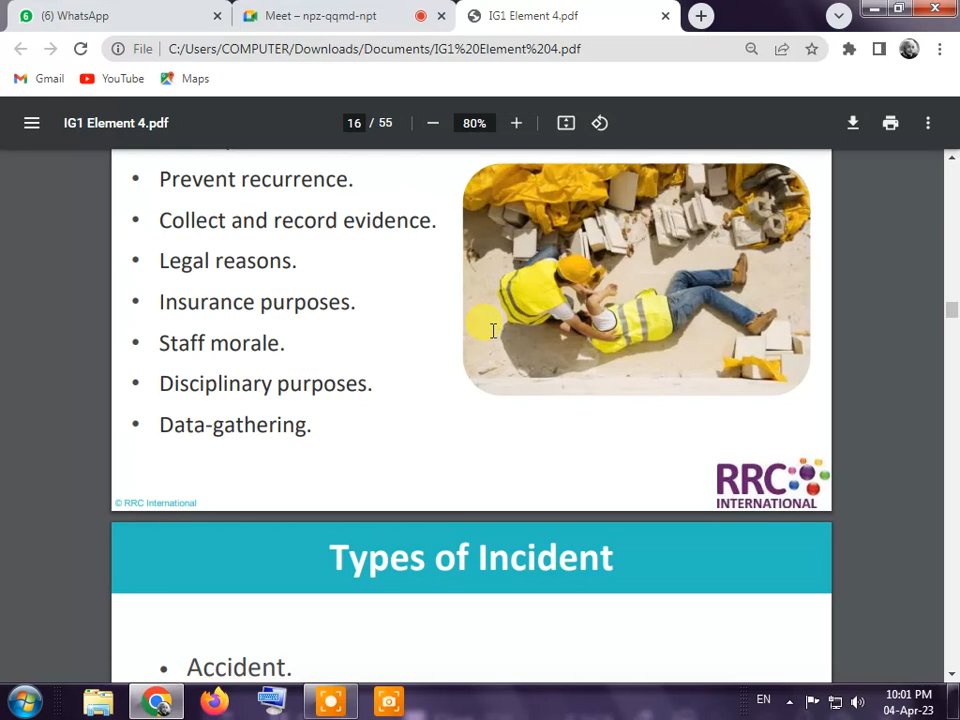 (6) WhatsApp
Meet – npz-qqmd-npt
IG1 Element 4.pdf
File
C:/Users/COMPUTER/Downloads/Documents/IG1%20Element%204.pdf
Gmail
YouTube
Maps
IG1 Element 4.pdf
16 / 55
80%
• Prevent recurrence.
• Collect and record evidence.
• Legal reasons.
• Insurance purposes.
• Staff morale.
• Disciplinary purposes.
• Data-gathering.
© RRC International
RRC
INTERNATIONAL
Types of Incident
• Accident.
EN
10:01 PM
04-Apr-23